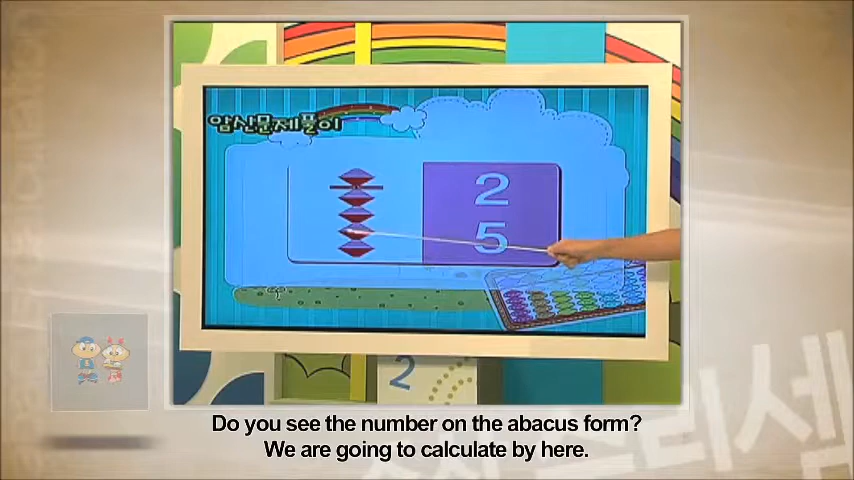 암산문제풀이
2
5
2
Do you see the number on the abacus form?
We are going to calculate by here.